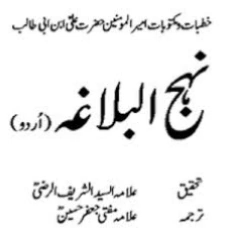 خطبات و مکتوبات امیر المومنین حضرت علیؑ ابن ابی طالب
نہج البلاغہ (اُردو)
تحقیق علامہ السید الشریف الرضیؒ
ترجمہ علامہ مفتی جعفر حسینؒ